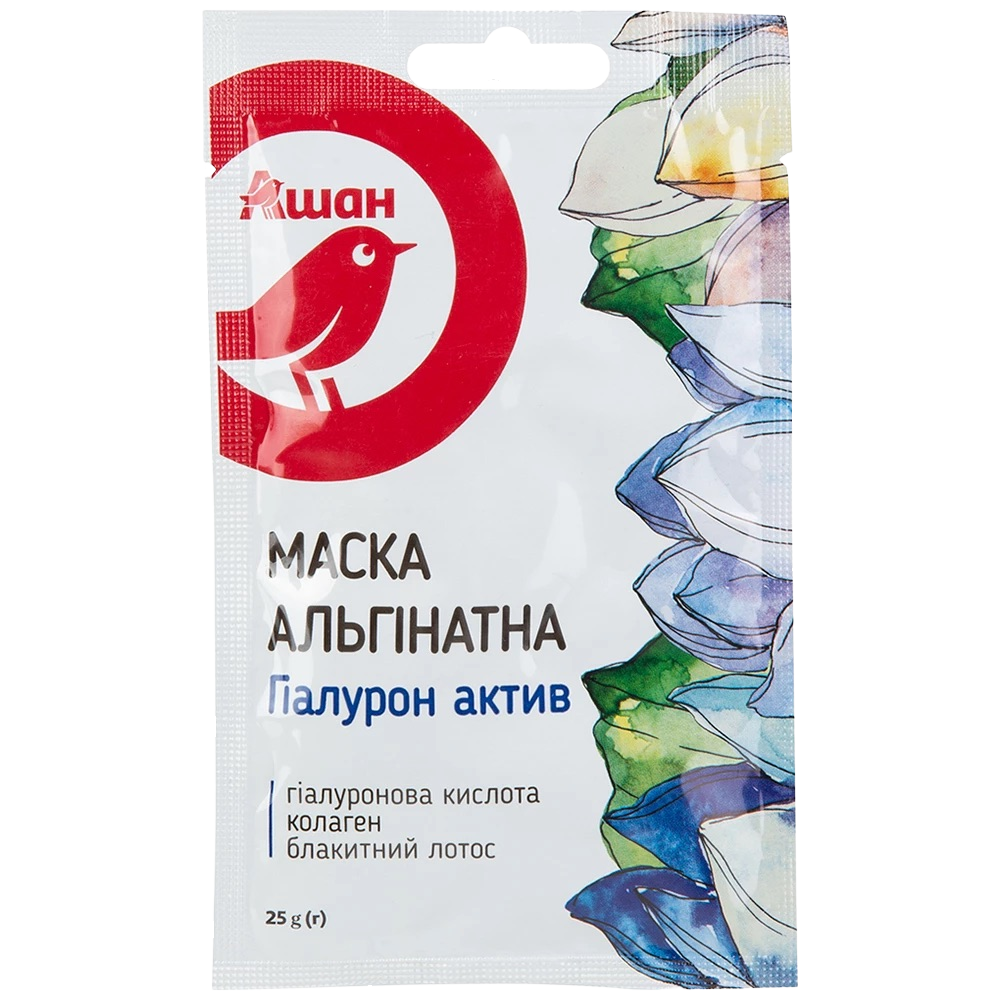 Ашан
МАСКА
АЛЬГІНАТНА
Гіалурон актив
гіалуронова кислота
колаген
блакитний лотос
25 g (г)